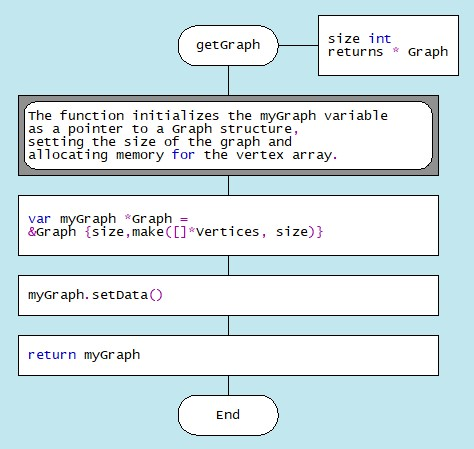 getGraph
size int
returns * Graph
The function initializes the myGraph variable
as a pointer to a Graph structure,
setting the size of the graph and
allocating memory for the vertex array.
var myGraph *Graph =
&Graph {size,make([]*Vertices, size)}
myGraph.setData()
return myGraph
End